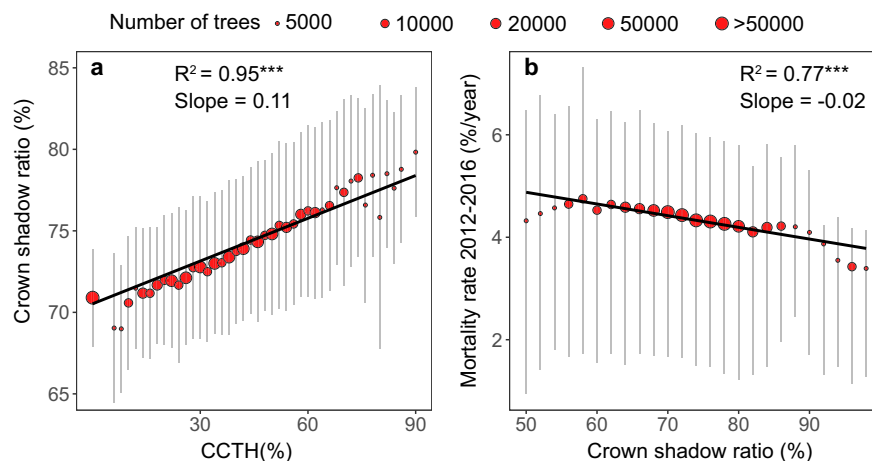 Number of trees 5000 10000 20000 50000 >50000
a
R² = 0.95***
Slope = 0.11
Crown shadow ratio (%)
85
80
75
70
65
30 60 90
CCTH(%)
b
R² = 0.77***
Slope = -0.02
Mortality rate 2012-2016 (%/year)
6
4
2
50 60 70 80 90
Crown shadow ratio (%)